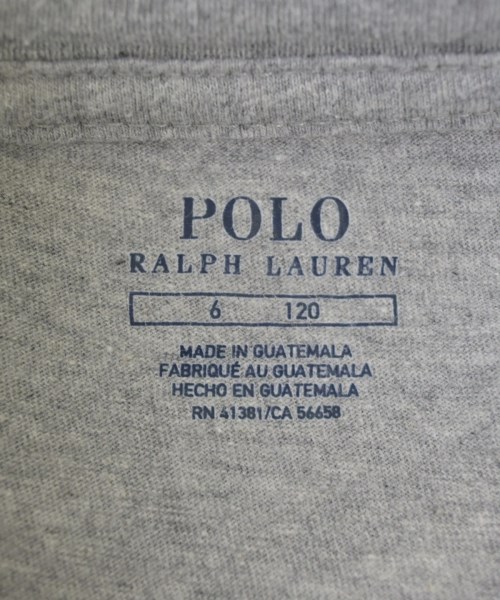 POLO
RALPH LAUREN
6 120
MADE IN GUATEMALA
FABRIQUÉ AU GUATEMALA
HECHO EN GUATEMALA
RN 41381/CA 56658